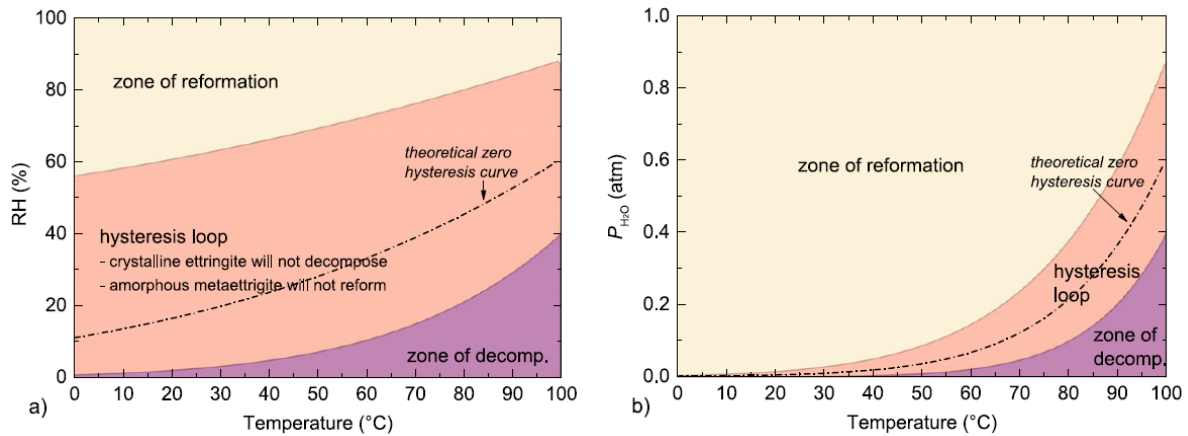 100
80
60
40
20
0
RH (%)
zone of reformation
theoretical zero
hysteresis curve
hysteresis loop
- crystalline ettringite will not decompose
- amorphous metaettrigite will not reform
zone of decomp.
0 10 20 30 40 50 60 70 80 90 100
a)
Temperature (°C)
1.0
0.8
0.6
0.4
0.2
0.0
P_H₂O (atm)
zone of reformation
theoretical zero
hysteresis curve
hysteresis
loop
zone of
decomp.
0 10 20 30 40 50 60 70 80 90 100
b)
Temperature (°C)